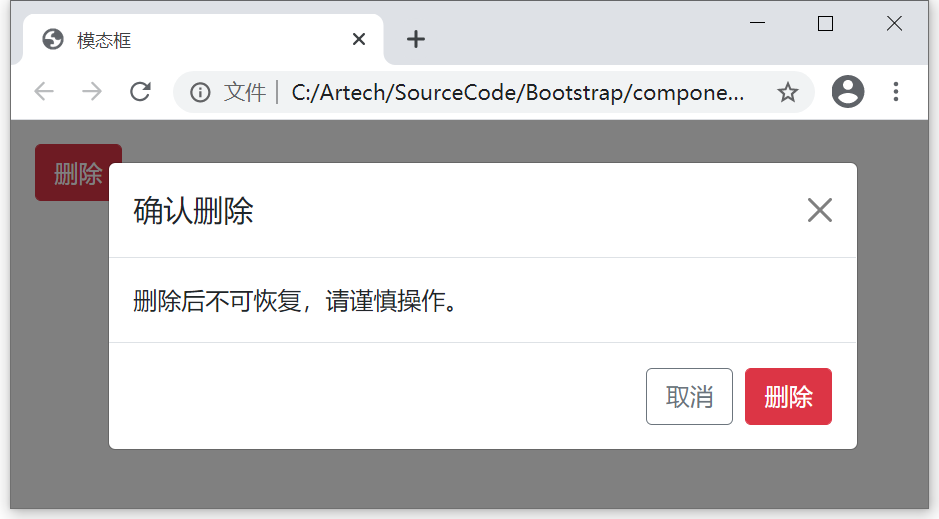 模态框
文件
C:/Artech/SourceCode/Bootstrap/compone...
删除
确认删除
删除后不可恢复，请谨慎操作。
取消
删除